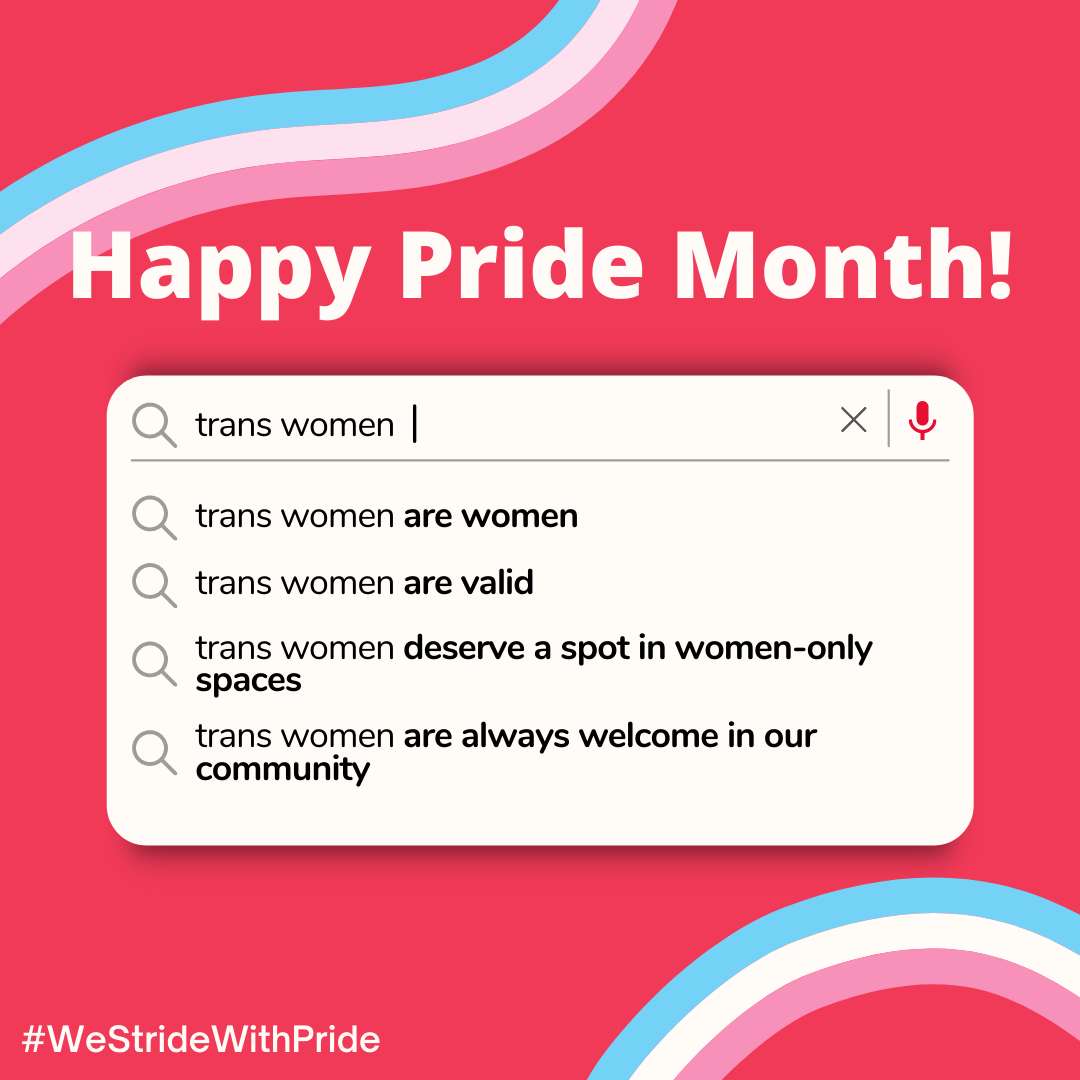 Happy Pride Month!
trans women
trans women are women
trans women are valid
trans women deserve a spot in women-only
spaces
trans women are always welcome in our
community
#WeStrideWithPride